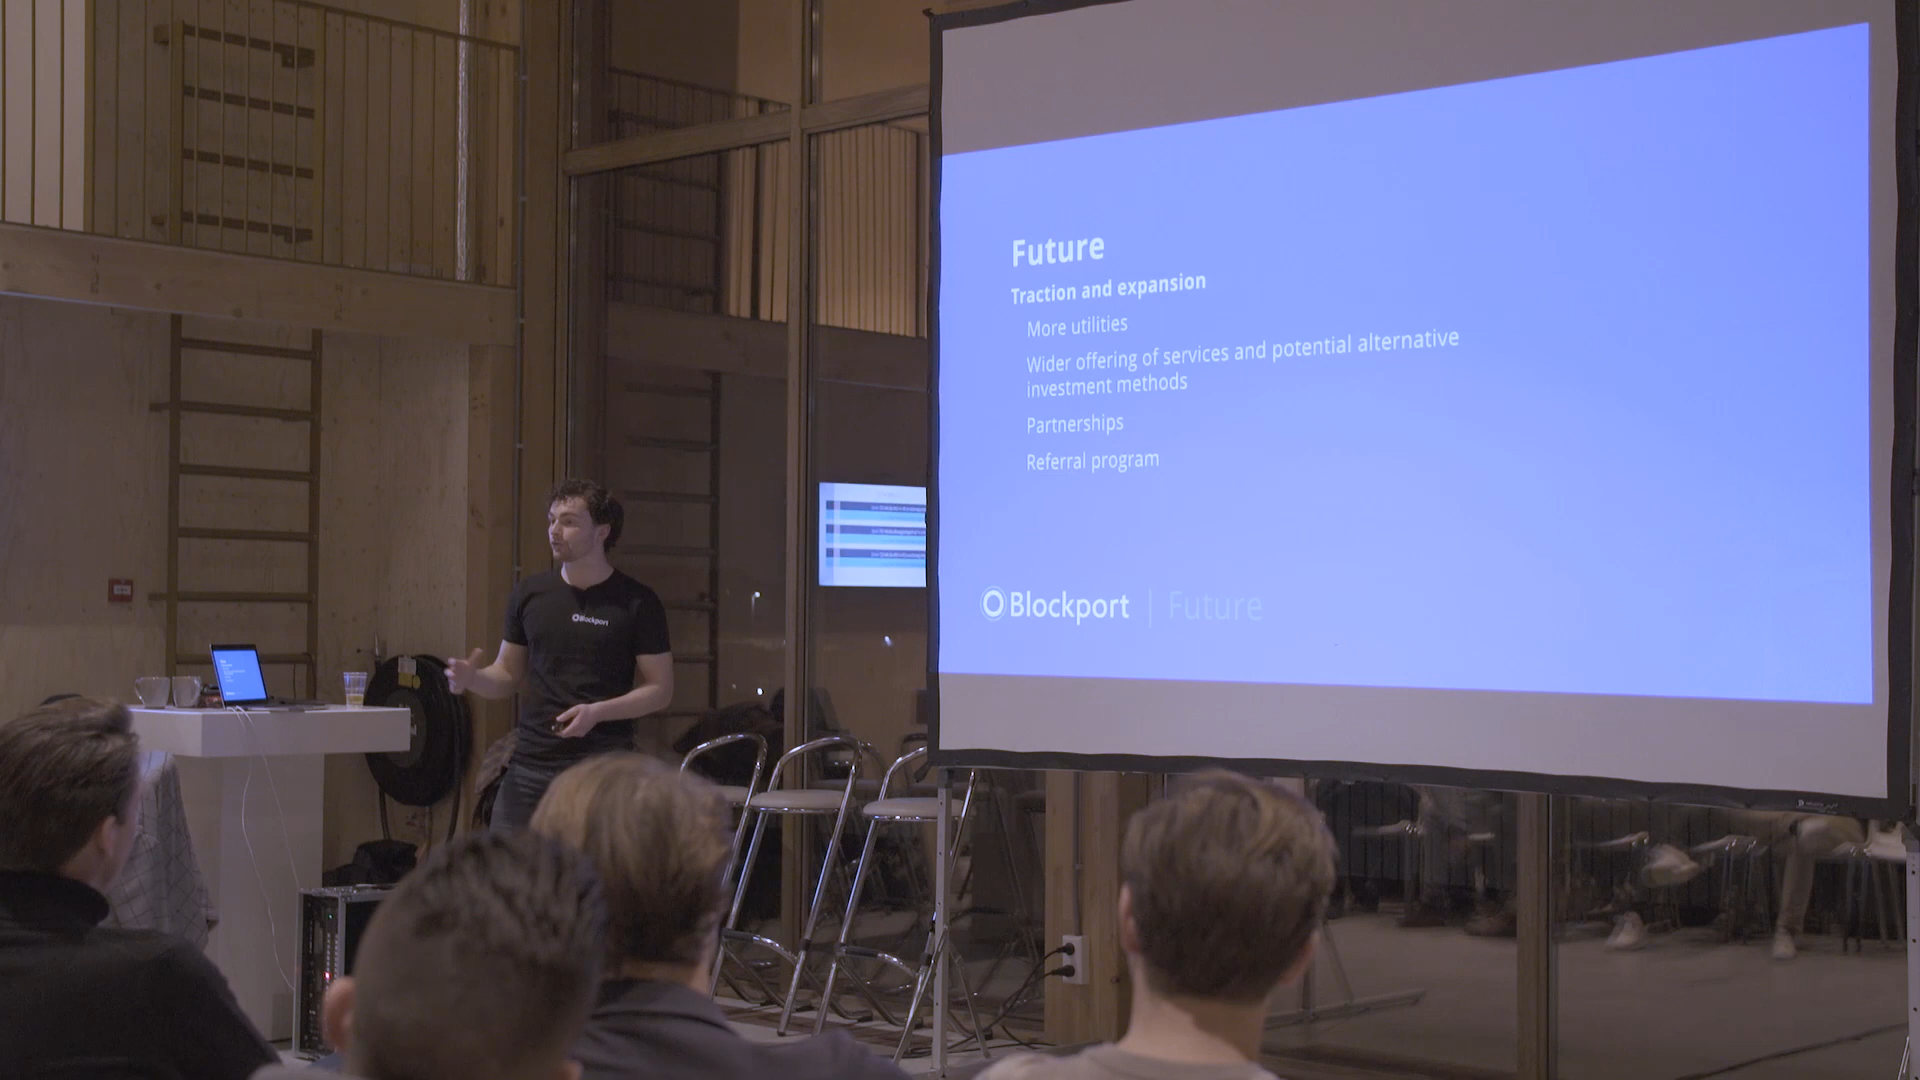 Future
Traction and expansion
More utilities
Wider offering of services and potential alternative
investment methods
Partnerships
Referral program
Blockport | Future
Blockport